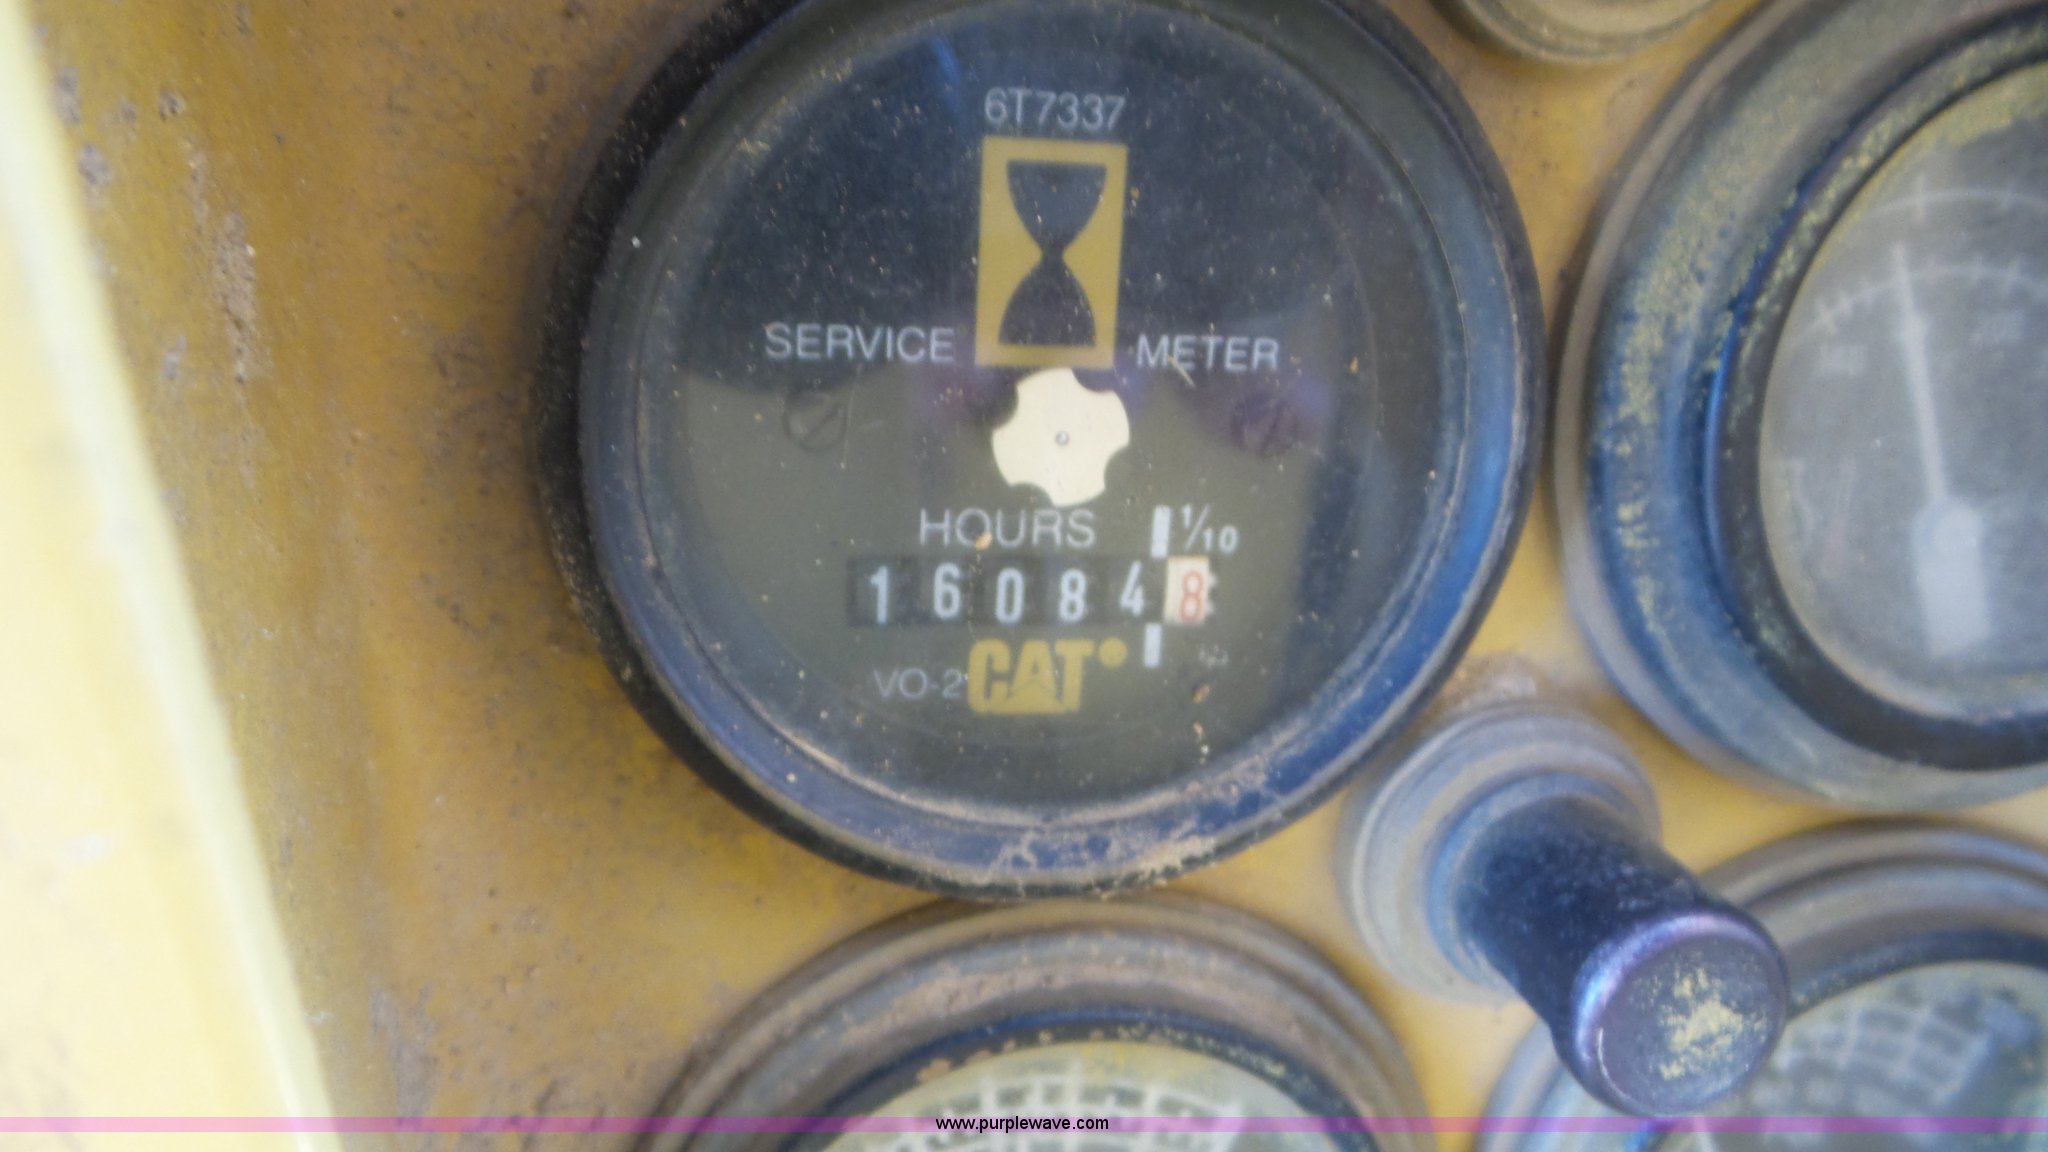 6T7337
SERVICE METER
HOURS 1/10
160848
VO-2 CAT
www.purplewave.com